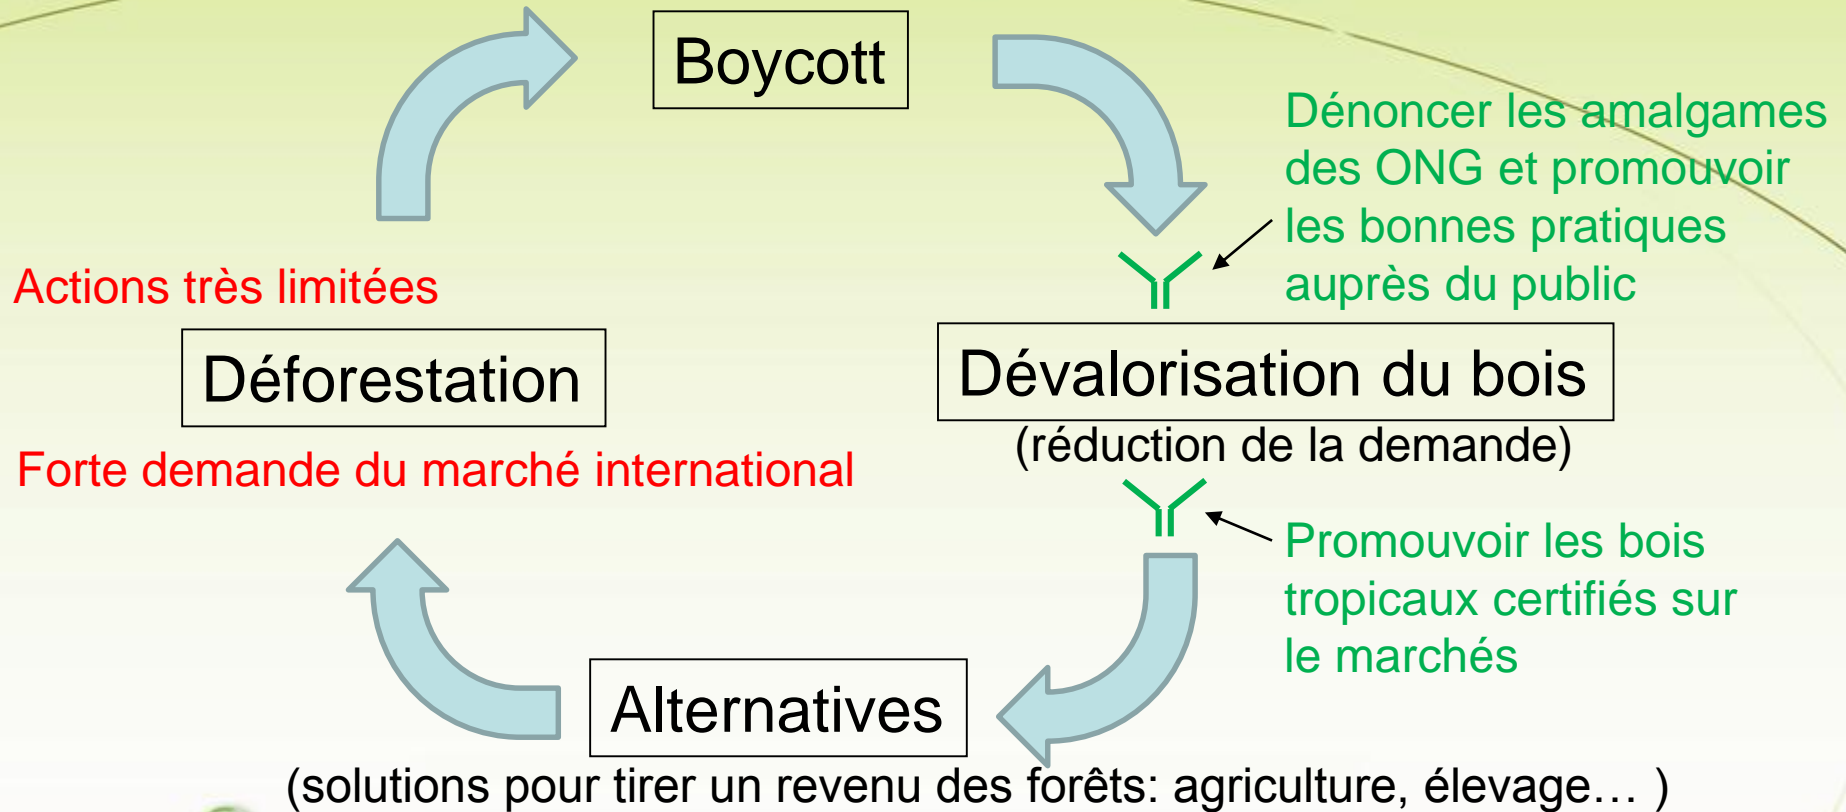 Boycott
Dénoncer les amalgames
des ONG et promouvoir
les bonnes pratiques
auprès du public
Actions très limitées
Déforestation
Forte demande du marché international
Dévalorisation du bois
(réduction de la demande)
Promouvoir les bois
tropicaux certifiés sur
le marchés
Alternatives
(solutions pour tirer un revenu des forêts: agriculture, élevage… )